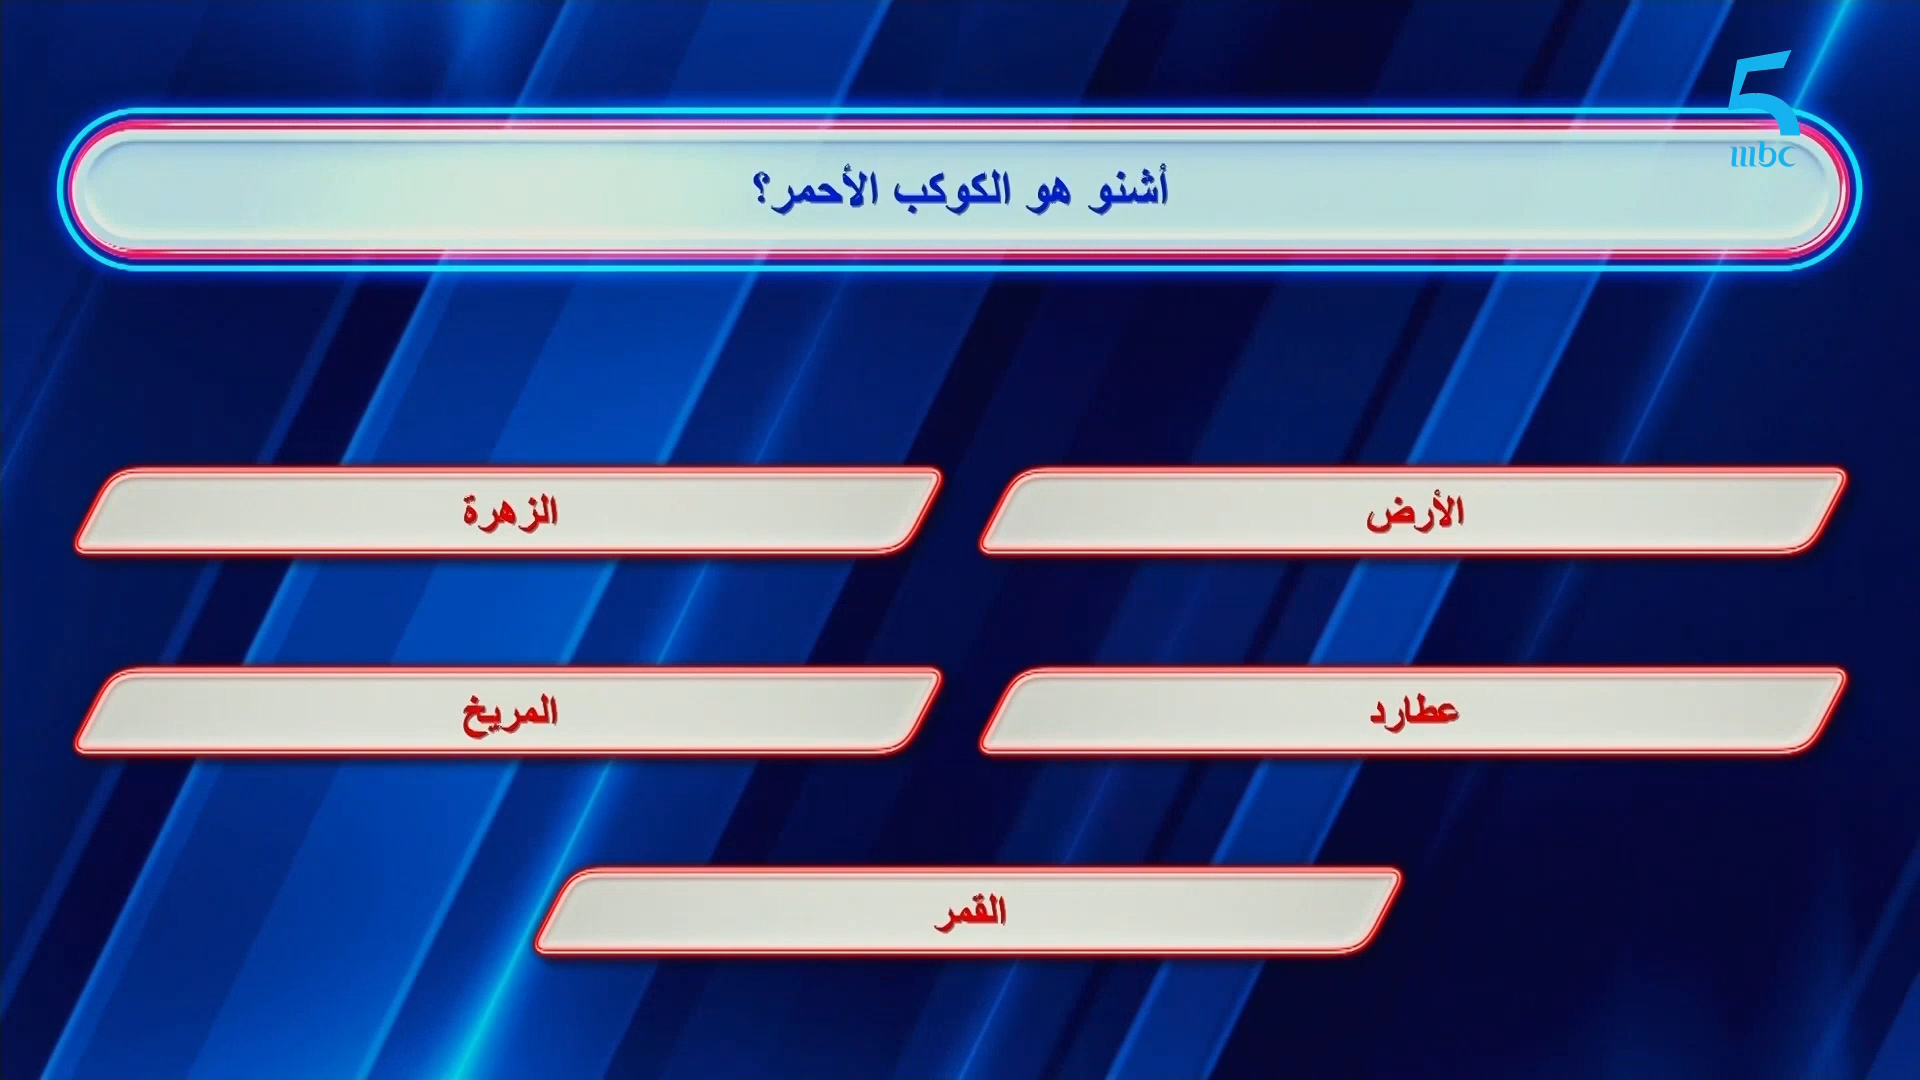 5
mbc
أشنو هو الكوكب الأحمر؟
الأرض
الزهرة
عطارد
المريخ
القمر